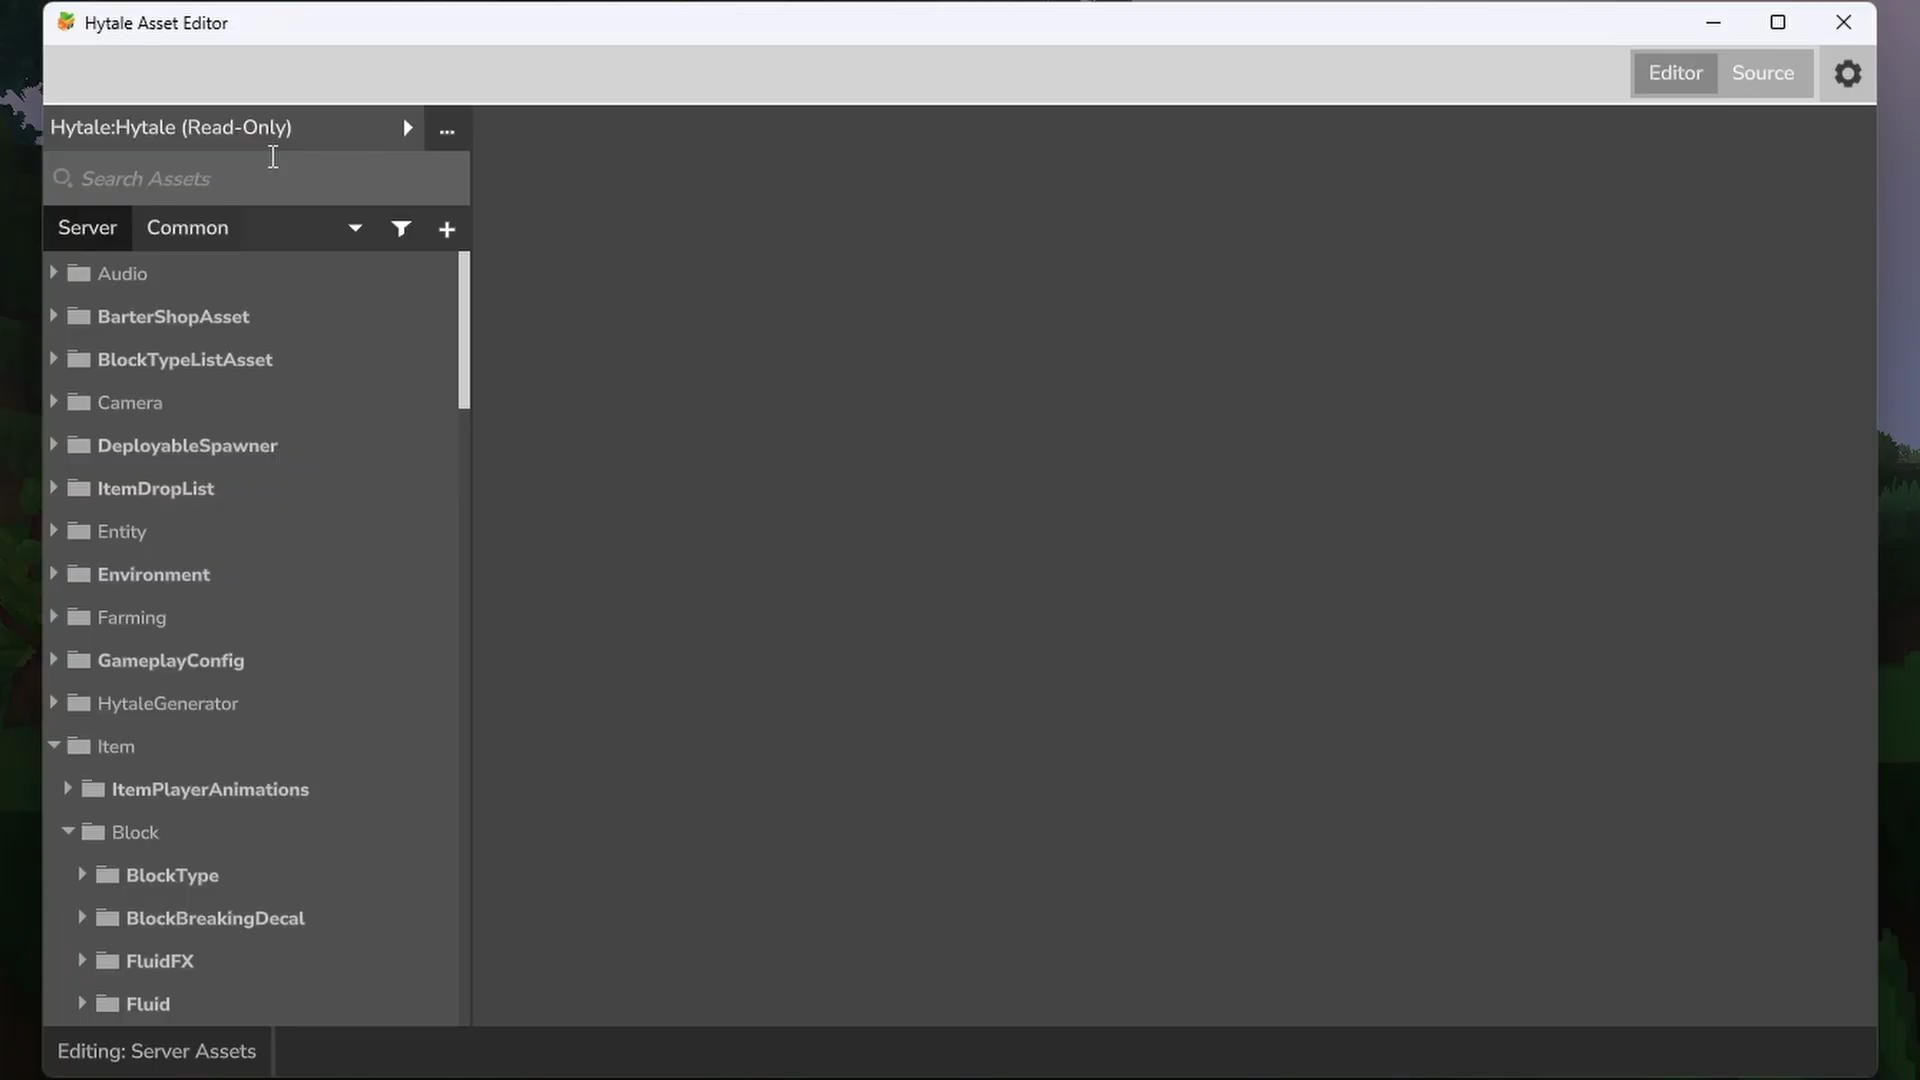 Hytale Asset Editor
Editor Source
Hytale:Hytale (Read-Only)
...
Search Assets
Server Common
Audio
BarterShopAsset
BlockTypeListAsset
Camera
DeployableSpawner
ItemDropList
Entity
Environment
Farming
GameplayConfig
HytaleGenerator
Item
ItemPlayerAnimations
Block
BlockType
BlockBreakingDecal
FluidFX
Fluid
Editing: Server Assets